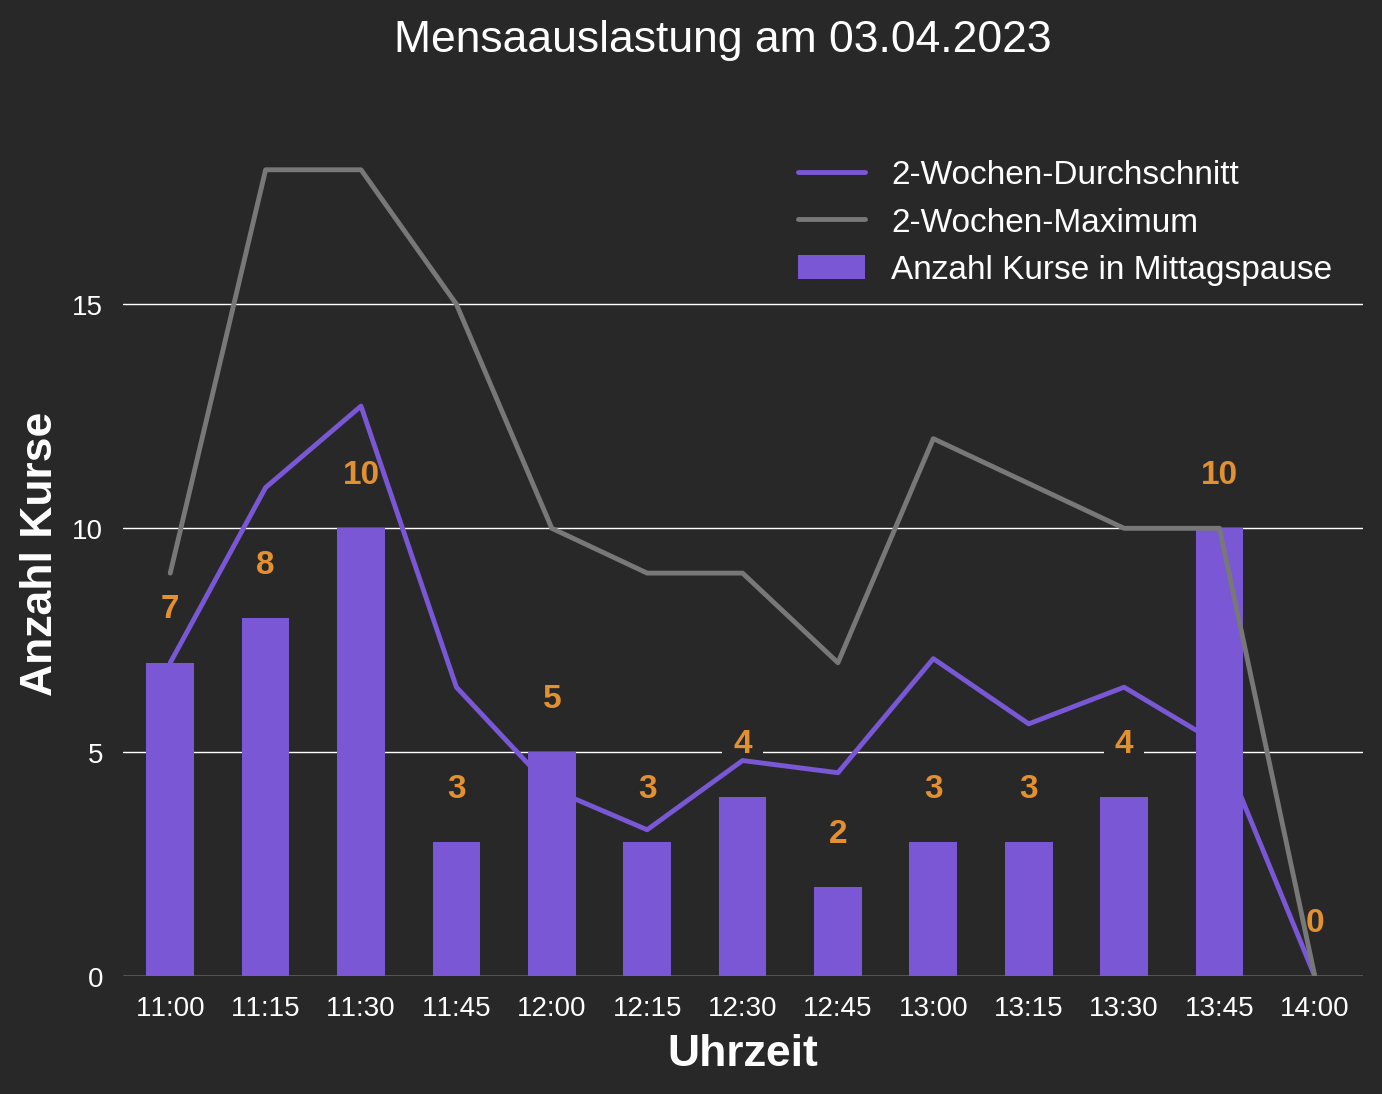 Mensaauslastung am 03.04.2023
2-Wochen-Durchschnitt
2-Wochen-Maximum
Anzahl Kurse in Mittagspause
Anzahl Kurse
15
10
5
0
7
8
10
3
5
3
4
2
3
3
4
10
0
11:00 11:15 11:30 11:45 12:00 12:15 12:30 12:45 13:00 13:15 13:30 13:45 14:00
Uhrzeit